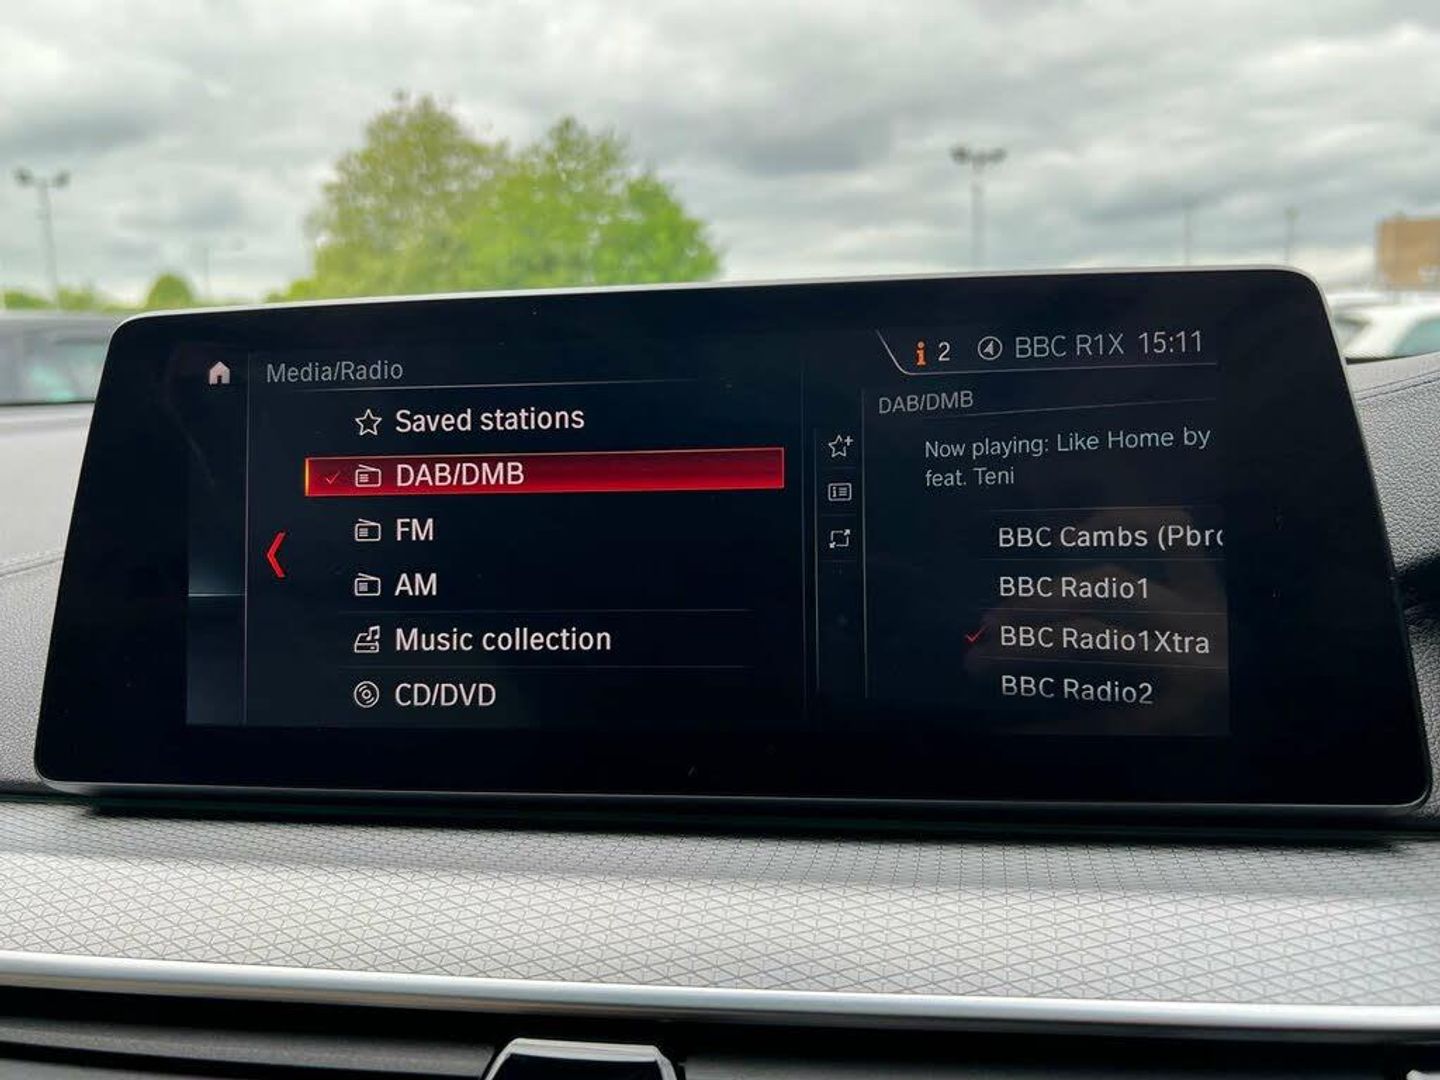 Media/Radio
Saved stations
DAB/DMB
FM
AM
Music collection
CD/DVD
2 BBC R1X 15:11
DAB/DMB
Now playing: Like Home by
feat. Teni
BBC Cambs (Pbro
BBC Radio1
BBC Radio1Xtra
BBC Radio2